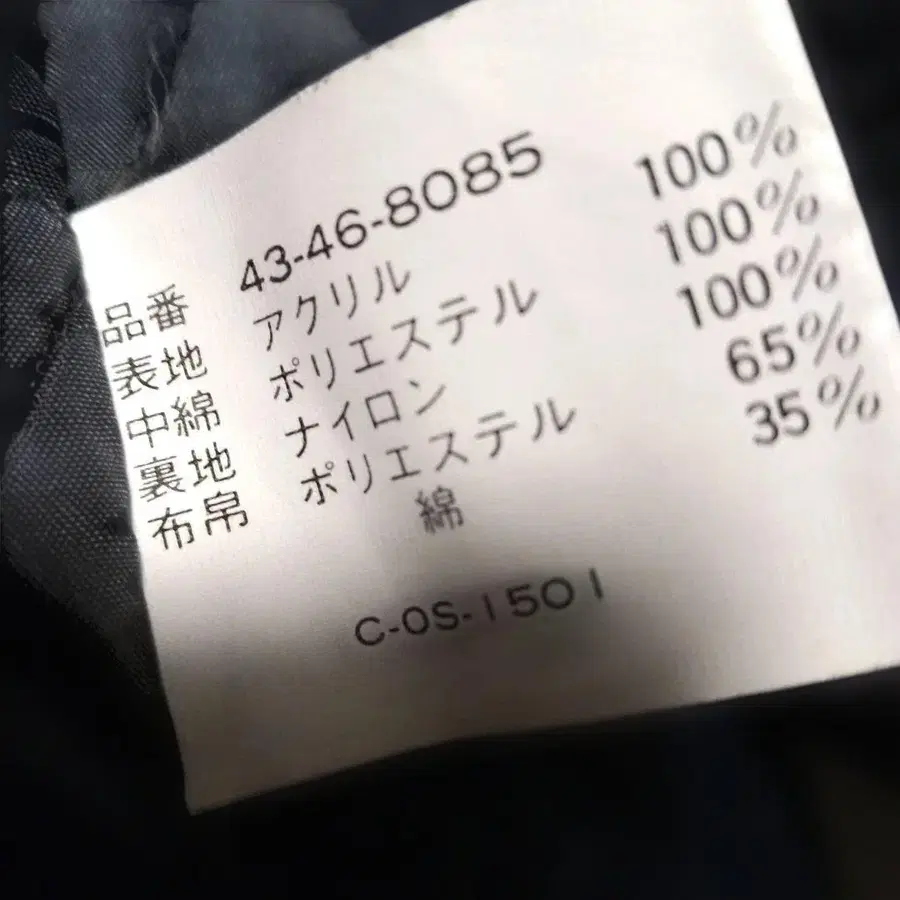 品番 43-46-8085
表地 アクリル 100%
中綿 ポリエステル 100%
裏地 ナイロン 100%
布帛 ポリエステル 65%
綿 35%
C-OS-1501